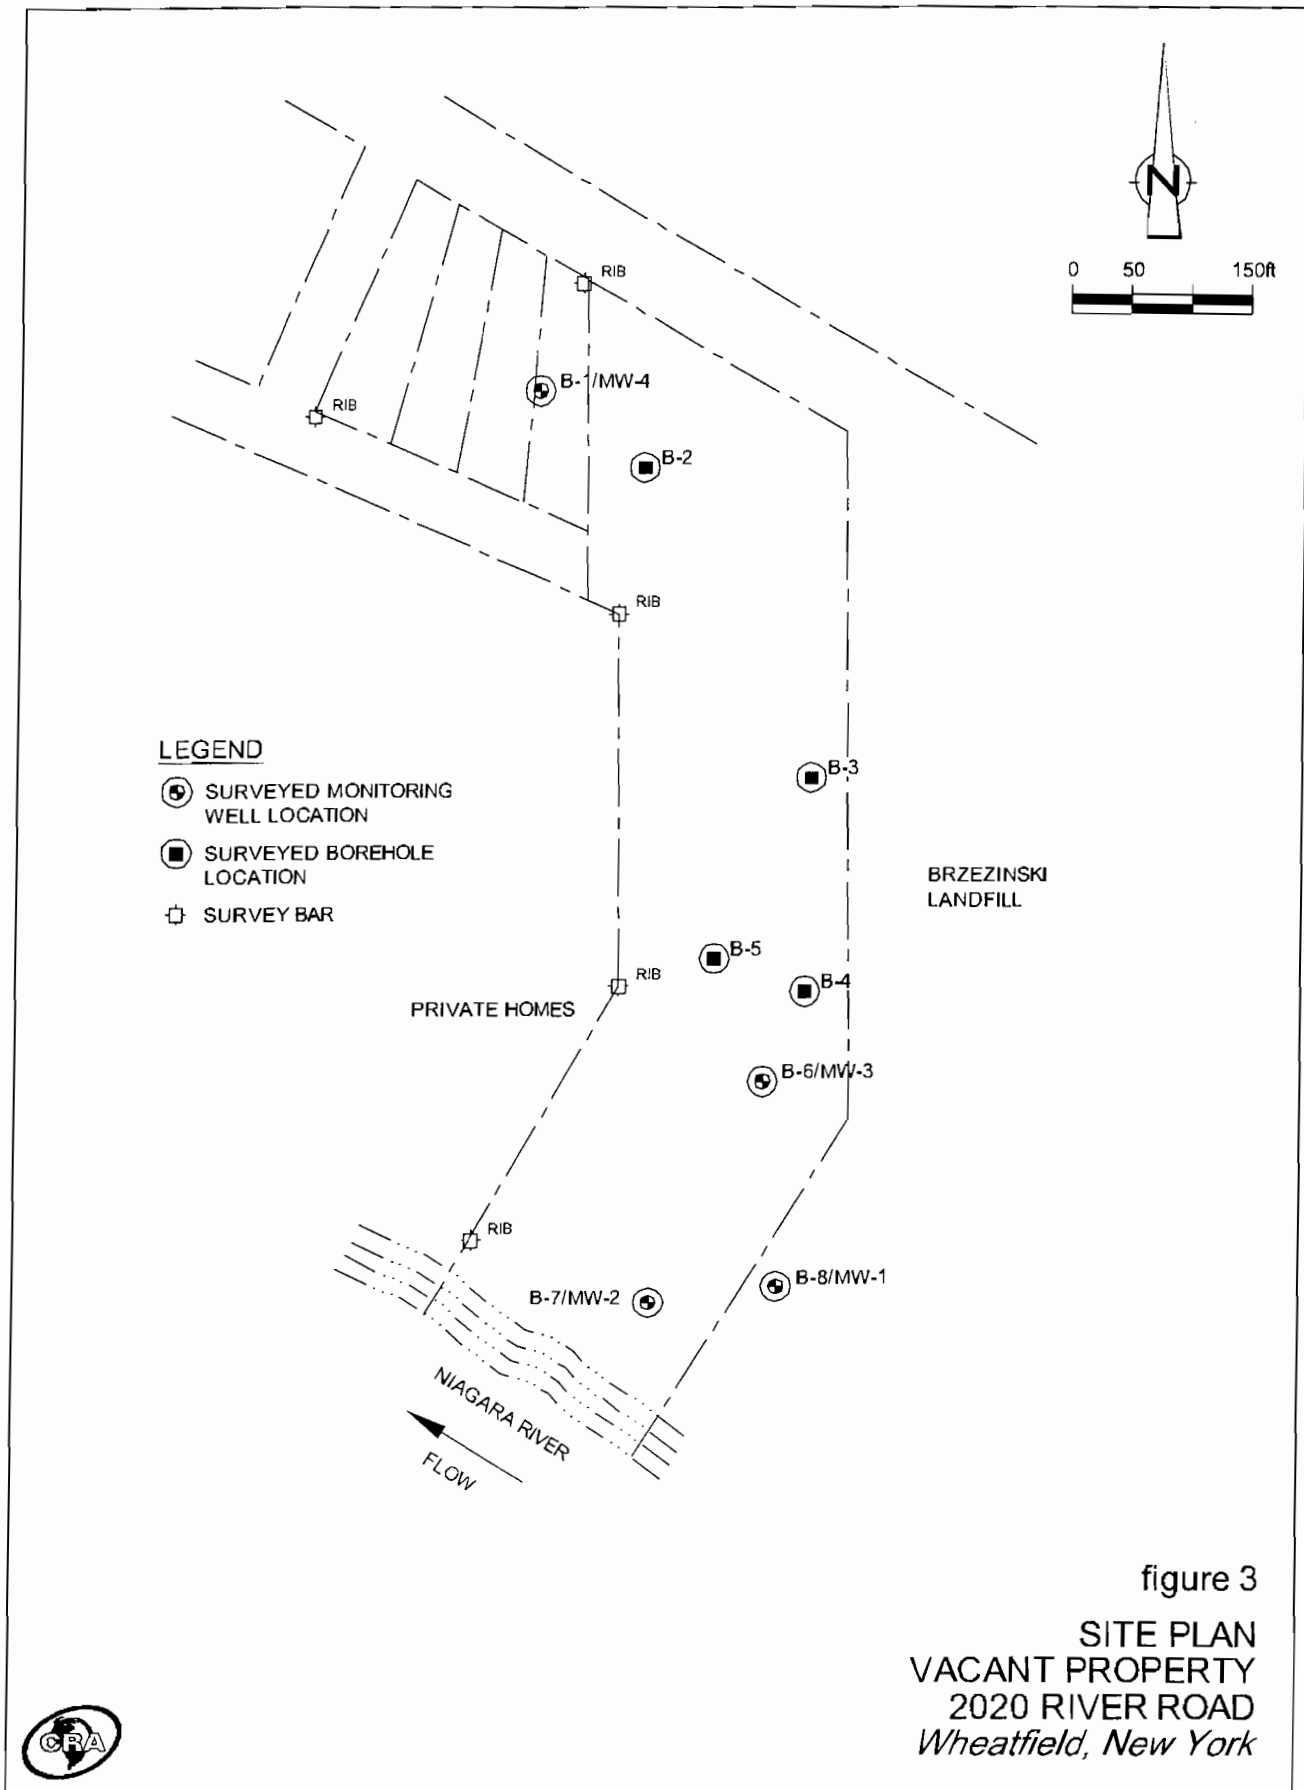 N
0 50 150ft
RIB
B-1/MW-4
RIB
B-2
RIB
LEGEND
SURVEYED MONITORING
WELL LOCATION
SURVEYED BOREHOLE
LOCATION
SURVEY BAR
B-3
BRZEZINSKI
LANDFILL
B-5
RIB
B-4
PRIVATE HOMES
B-6/MW-3
RIB
B-8/MW-1
B-7/MW-2
NIAGARA RIVER
FLOW
figure 3
SITE PLAN
VACANT PROPERTY
2020 RIVER ROAD
Wheatfield, New York
CRA